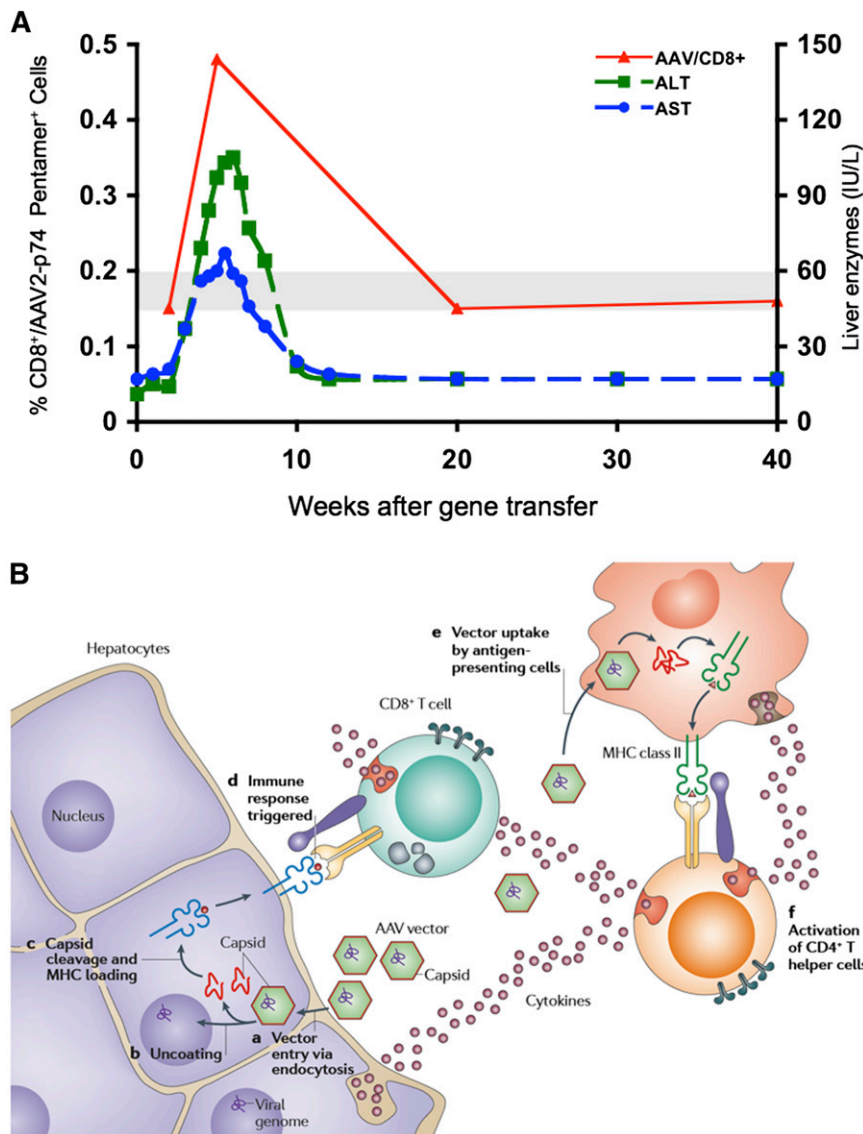 A
% CD8+/AAV2-p74 Pentamer+ Cells
0.5
0.4
0.3
0.2
0.1
0
AAV/CD8+
ALT
AST
150
120
90
60
30
0
Liver enzymes (IU/L)
0
10
20
30
40
Weeks after gene transfer
B
Hepatocytes
Nucleus
d Immune
response
triggered
CD8+ T cell
e Vector uptake
by antigen-
presenting cells
MHC class II
c Capsid
cleavage and
MHC loading
Capsid
AAV vector
Capsid
b Uncoating
a Vector
entry via
endocytosis
Viral
genome
Cytokines
f
Activation
of CD4+ T
helper cells